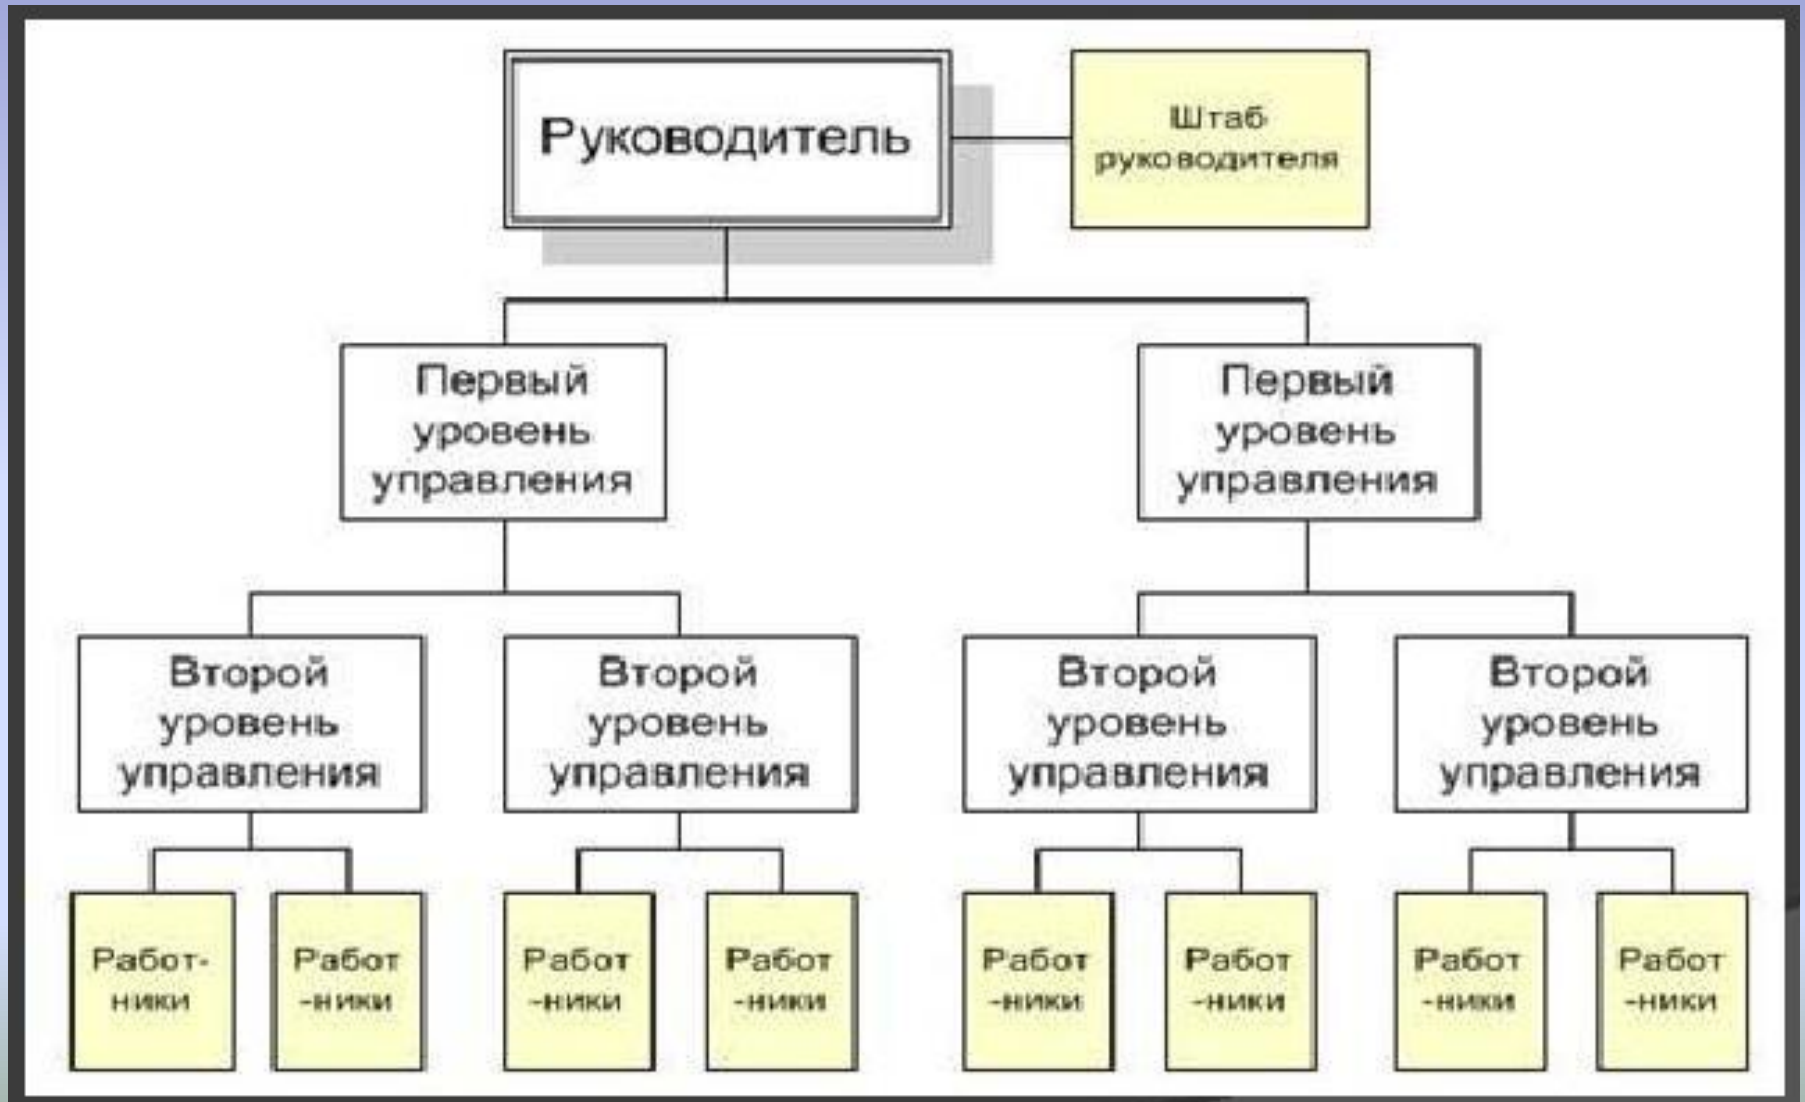 Руководитель
Штаб
руководителя
Первый
уровень
управления
Первый
уровень
управления
Второй
уровень
управления
Второй
уровень
управления
Второй
уровень
управления
Второй
уровень
управления
Работ-
ники
Работ
-ники
Работ
-ники
Работ
-ники
Работ
-ники
Работ
-ники
Работ
-ники
Работ
-ники